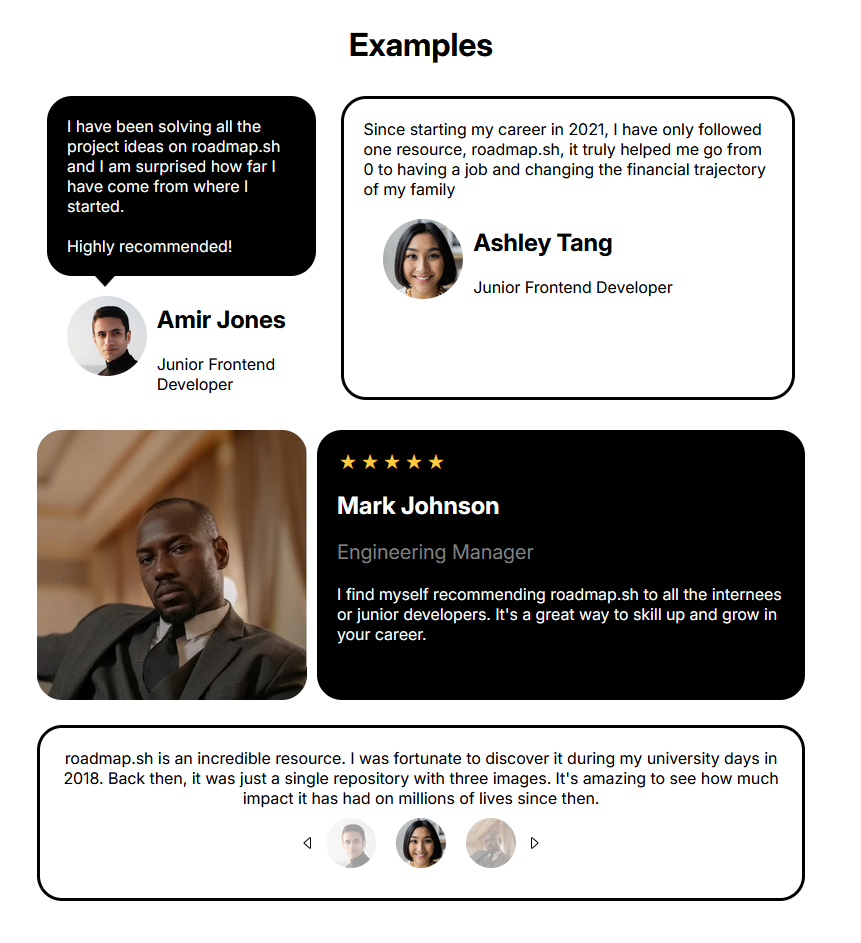 Examples
I have been solving all the
project ideas on roadmap.sh
and I am surprised how far I
have come from where I
started.
Highly recommended!
Amir Jones
Junior Frontend
Developer
Since starting my career in 2021, I have only followed
one resource, roadmap.sh, it truly helped me go from
0 to having a job and changing the financial trajectory
of my family
Ashley Tang
Junior Frontend Developer
★★★★★
Mark Johnson
Engineering Manager
I find myself recommending roadmap.sh to all the internees
or junior developers. It's a great way to skill up and grow in
your career.
roadmap.sh is an incredible resource. I was fortunate to discover it during my university days in
2018. Back then, it was just a single repository with three images. It's amazing to see how much
impact it has had on millions of lives since then.